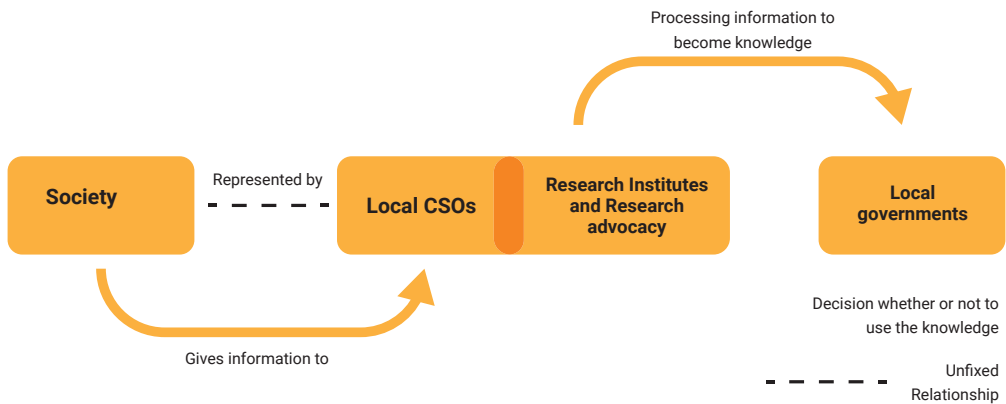 Processing information to
become knowledge
Society
Represented by
Local CSOs
Research Institutes
and Research
advocacy
Local
governments
Gives information to
Decision whether or not to
use the knowledge
Unfixed
Relationship